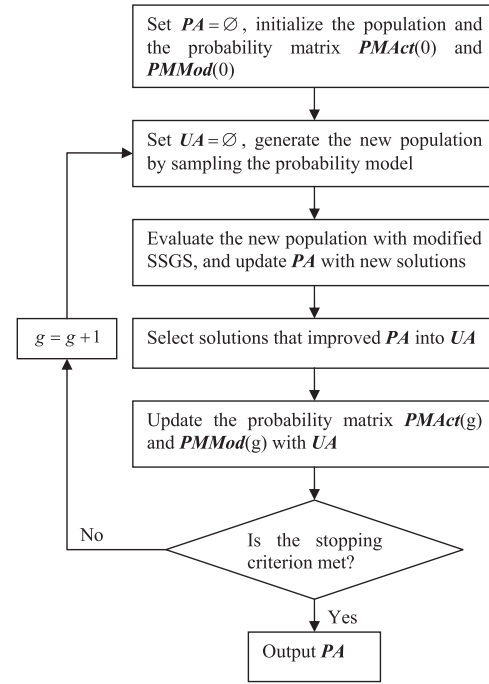 Set PA = ∅, initialize the population and
the probability matrix PMAct(0) and
PMMod(0)
Set UA = ∅, generate the new population
by sampling the probability model
Evaluate the new population with modified
SSGS, and update PA with new solutions
g = g+1
Select solutions that improved PA into UA
Update the probability matrix PMAct(g)
and PMMod(g) with UA
No
Is the stopping
criterion met?
Yes
Output PA